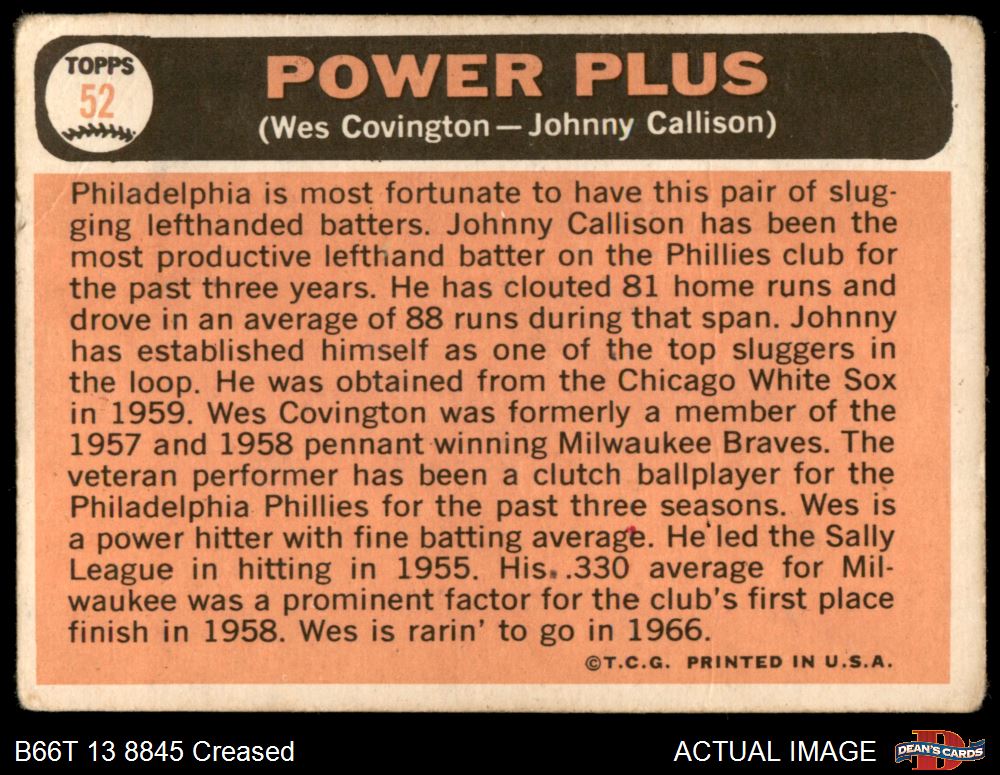 TOPPS
52
POWER PLUS
(Wes Covington—Johnny Callison)
Philadelphia is most fortunate to have this pair of slug-
ging lefthanded batters. Johnny Callison has been the
most productive lefthand batter on the Phillies club for
the past three years. He has clouted 81 home runs and
drove in an average of 88 runs during that span. Johnny
has established himself as one of the top sluggers in
the loop. He was obtained from the Chicago White Sox
in 1959. Wes Covington was formerly a member of the
1957 and 1958 pennant winning Milwaukee Braves. The
veteran performer has been a clutch ballplayer for the
Philadelphia Phillies for the past three seasons. Wes is
a power hitter with fine batting average. He led the Sally
League in hitting in 1955. His .330 average for Mil-
waukee was a prominent factor for the club's first place
finish in 1958. Wes is rarin' to go in 1966.
©T.C.G. PRINTED IN U.S.A.
B66T 13 8845 Creased
ACTUAL IMAGE
DEAN'S CARDS